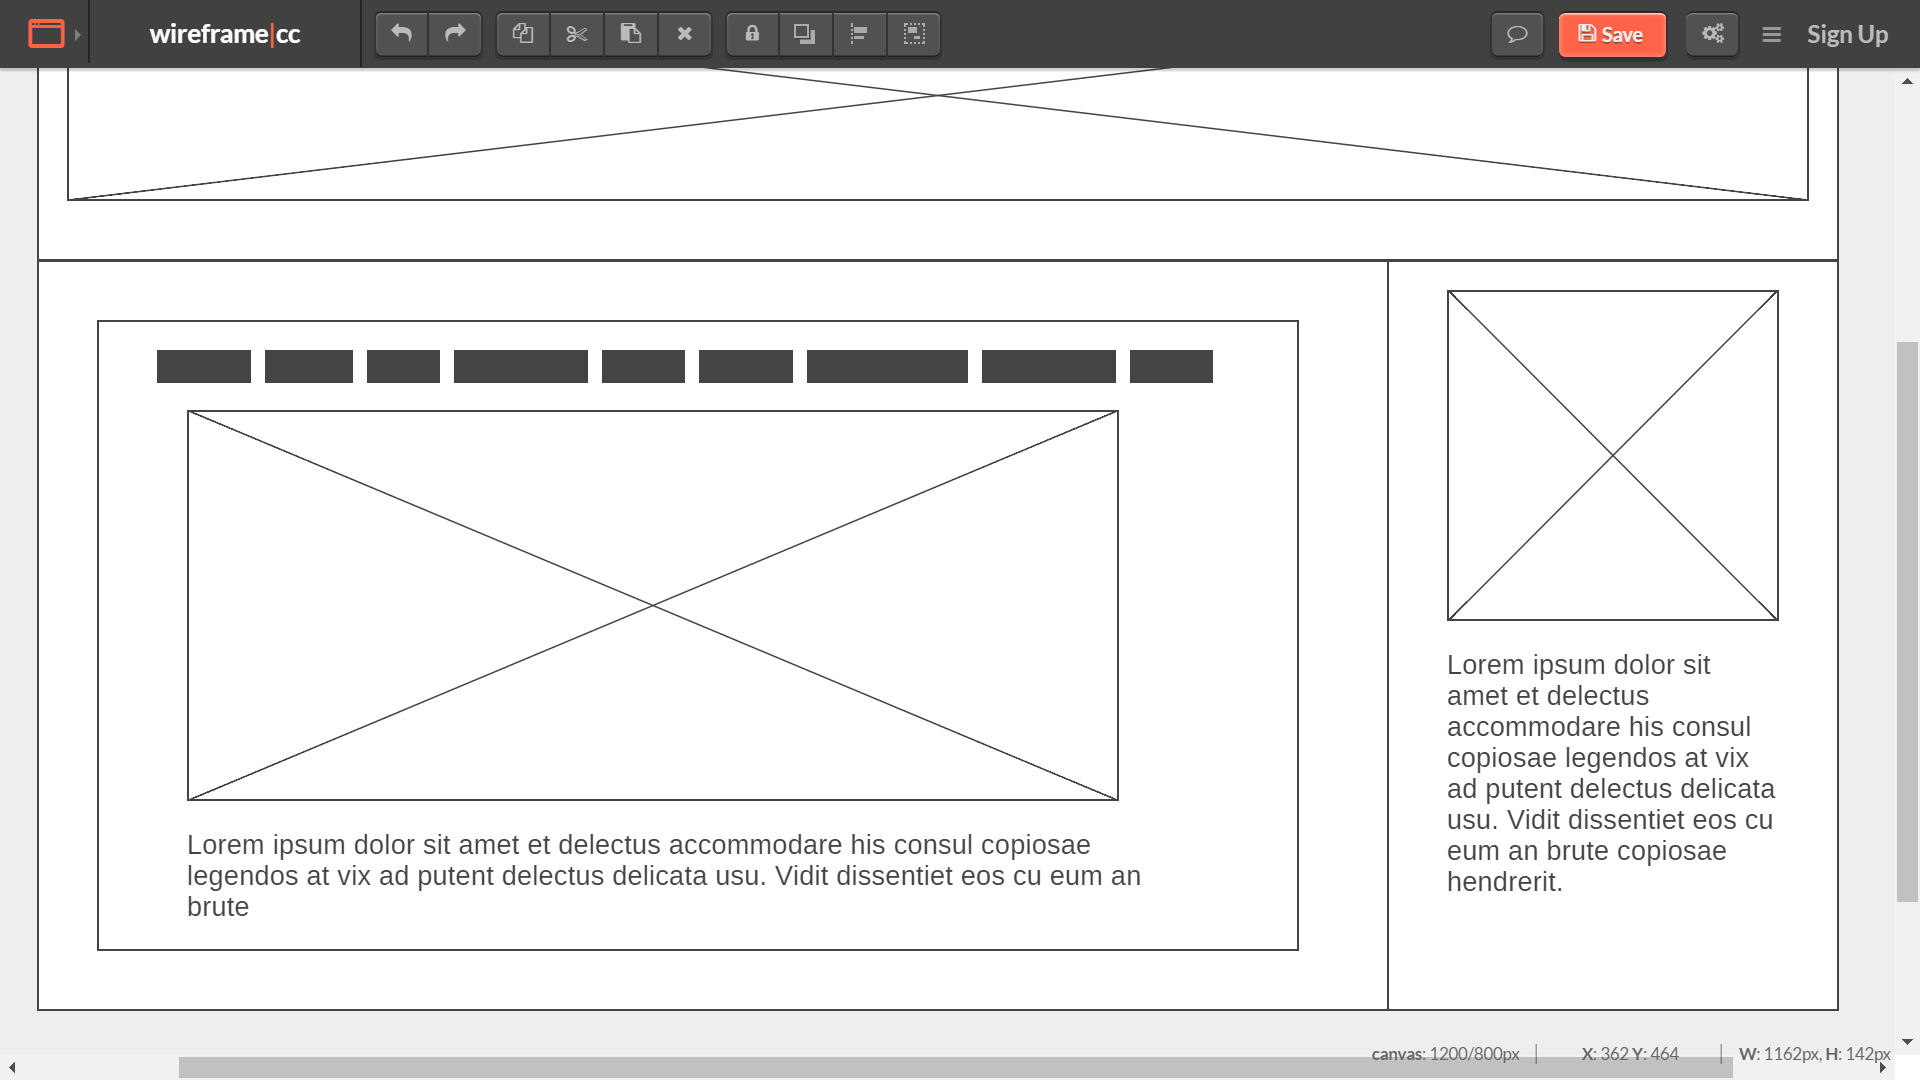 wireframe|cc
Save
Sign Up
Lorem ipsum dolor sit amet et delectus accommodare his consul copiosae
legendos at vix ad putent delectus delicata usu. Vidit dissentiet eos cu eum an
brute
Lorem ipsum dolor sit
amet et delectus
accommodare his consul
copiosae legendos at vix
ad putent delectus delicata
usu. Vidit dissentiet eos cu
eum an brute copiosae
hendrerit.
canvas: 1200/800px | X: 362 Y: 464 | W: 1162px, H: 142px